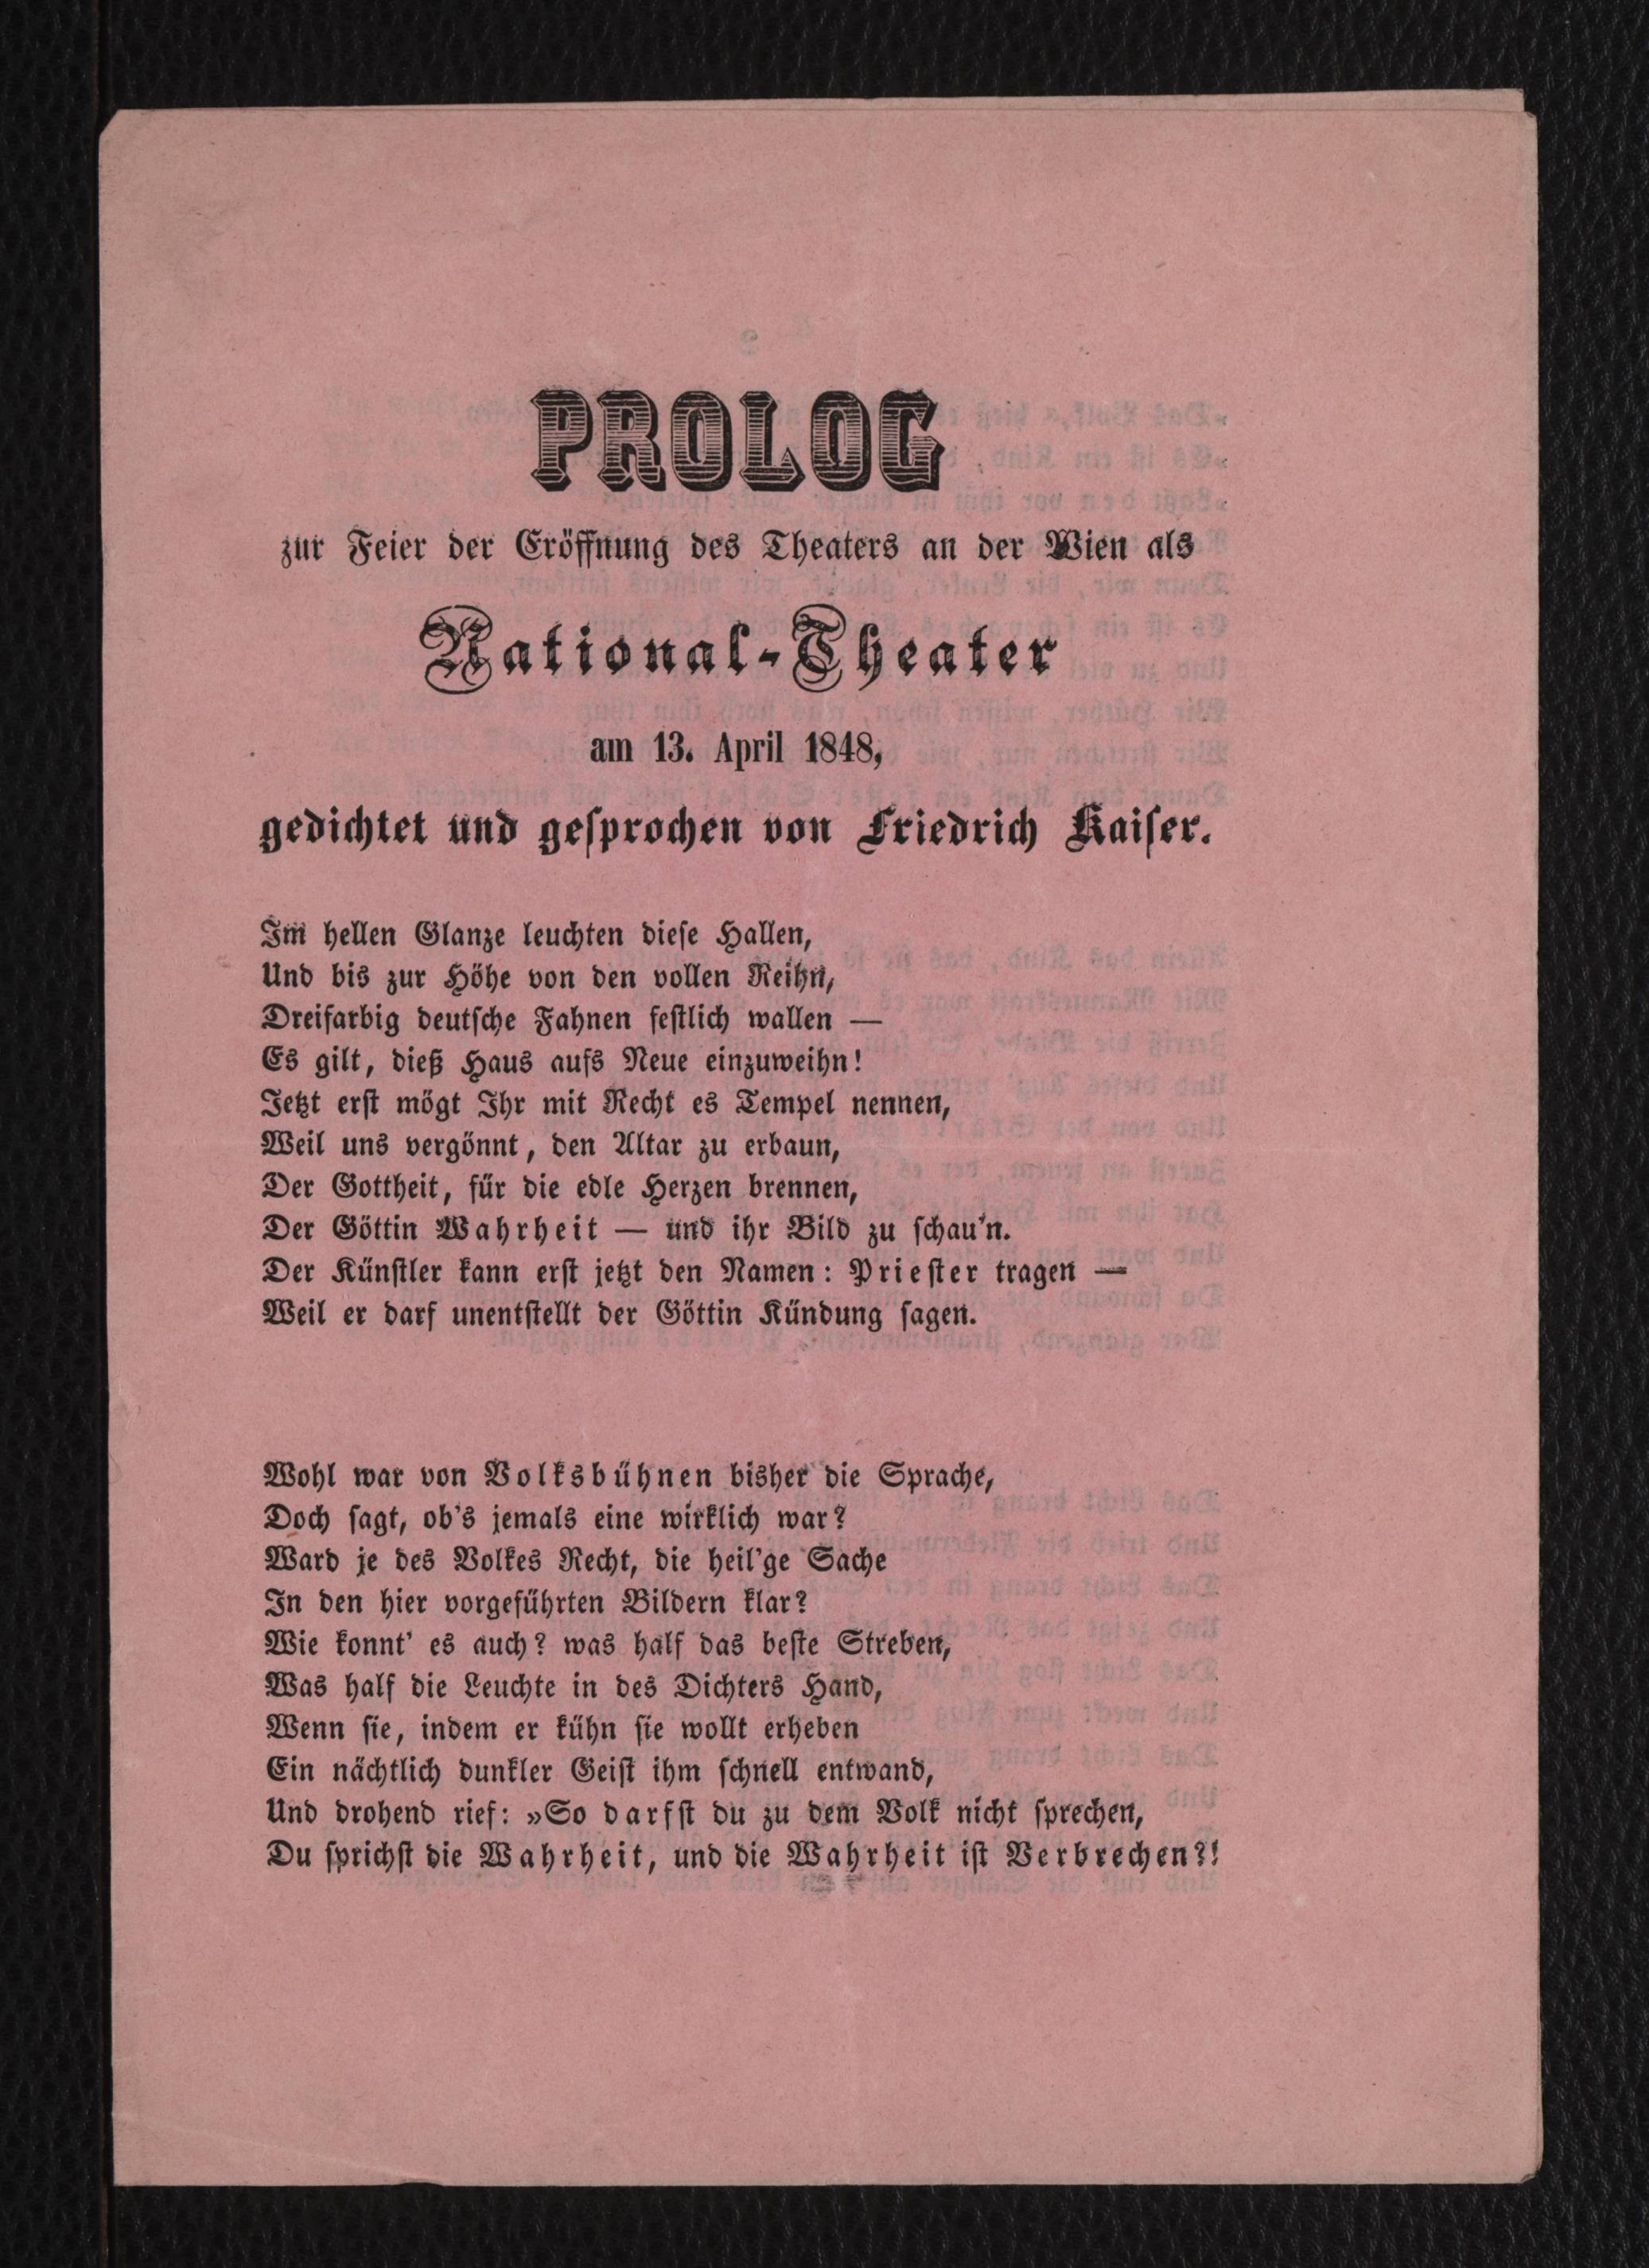 PROLOG
zur Feier der Eröffnung des Theaters an der Wien als
National-Theater
am 13. April 1848,
gedichtet und gesprochen von Friedrich Kaiser.
Im hellen Glanze leuchten diese Hallen,
Und bis zur Höhe von den vollen Reihn,
Dreifarbig deutsche Fahnen festlich wallen —
Es gilt, dieß Haus aufs Neue einzuweihn!
Jetzt erst mögt Ihr mit Recht es Tempel nennen,
Weil uns vergönnt, den Altar zu erbaun,
Der Gottheit, für die edle Herzen brennen,
Der Göttin Wahrheit — und ihr Bild zu schau'n.
Der Künstler kann erst jetzt den Namen: Priester tragen —
Weil er darf unentstellt der Göttin Kündung sagen.
Wohl war von Volksbühnen bisher die Sprache,
Doch sagt, ob's jemals eine wirklich war?
Ward je des Volkes Recht, die heil'ge Sache
In den hier vorgeführten Bildern klar?
Wie konnt' es auch? was half das beste Streben,
Was half die Leuchte in des Dichters Hand,
Wenn sie, indem er kühn sie wollt erheben
Ein nächtlich dunkler Geist ihm schnell entwand,
Und drohend rief: »So darfst du zu dem Volk nicht sprechen,
Du sprichst die Wahrheit, und die Wahrheit ist Verbrechen?!